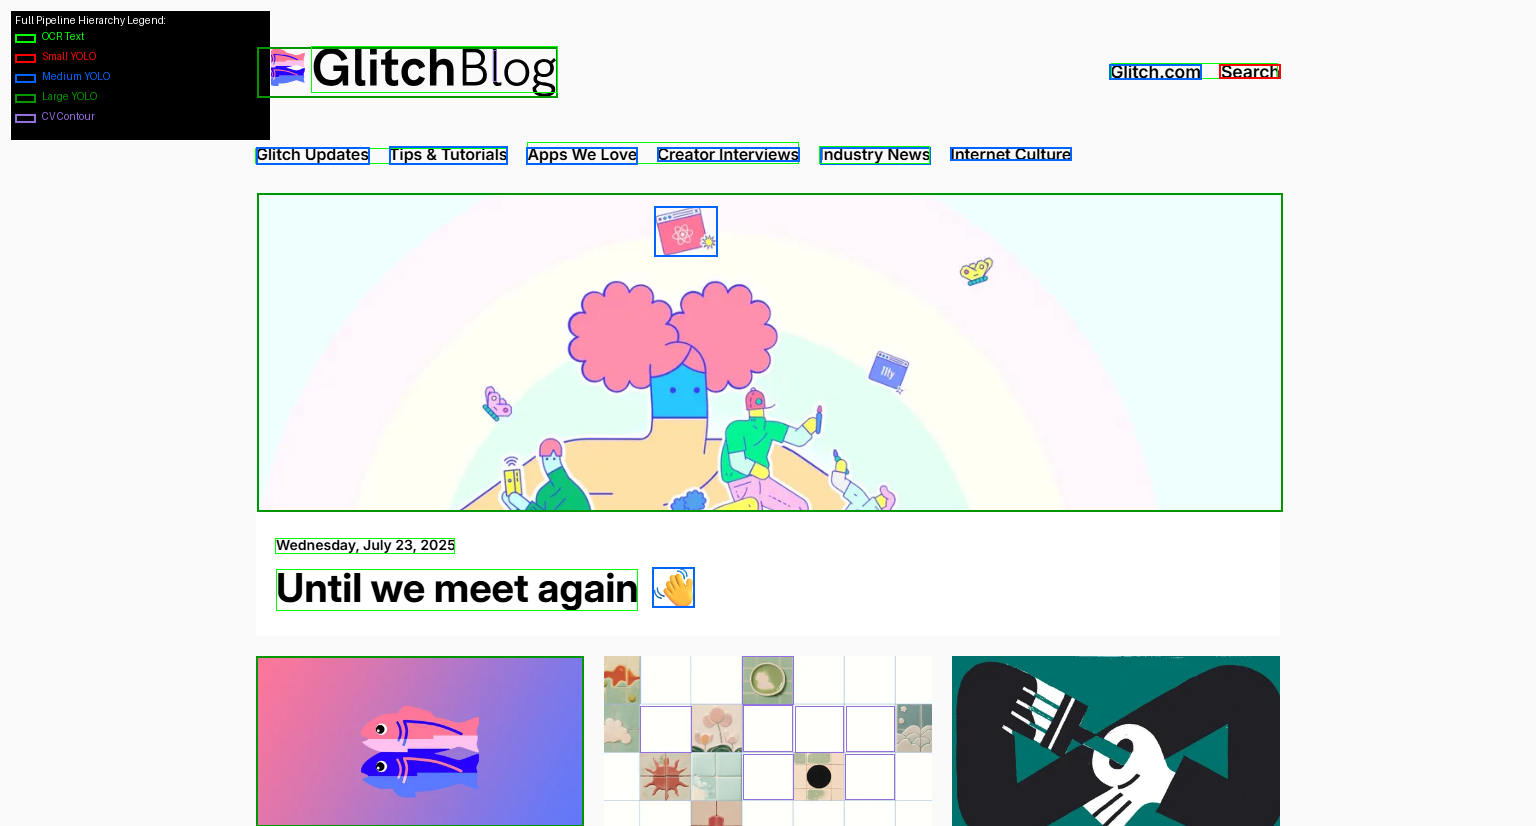 Full Pipeline Hierarchy Legend:
OCR Text
Small YOLO
Medium YOLO
Large YOLO
CV Contour
GlitchBlog
Glitch.com Search
Glitch Updates Tips & Tutorials Apps We Love Creator Interviews Industry News Internet Culture
11ty
Wednesday, July 23, 2025
Until we meet again 👋